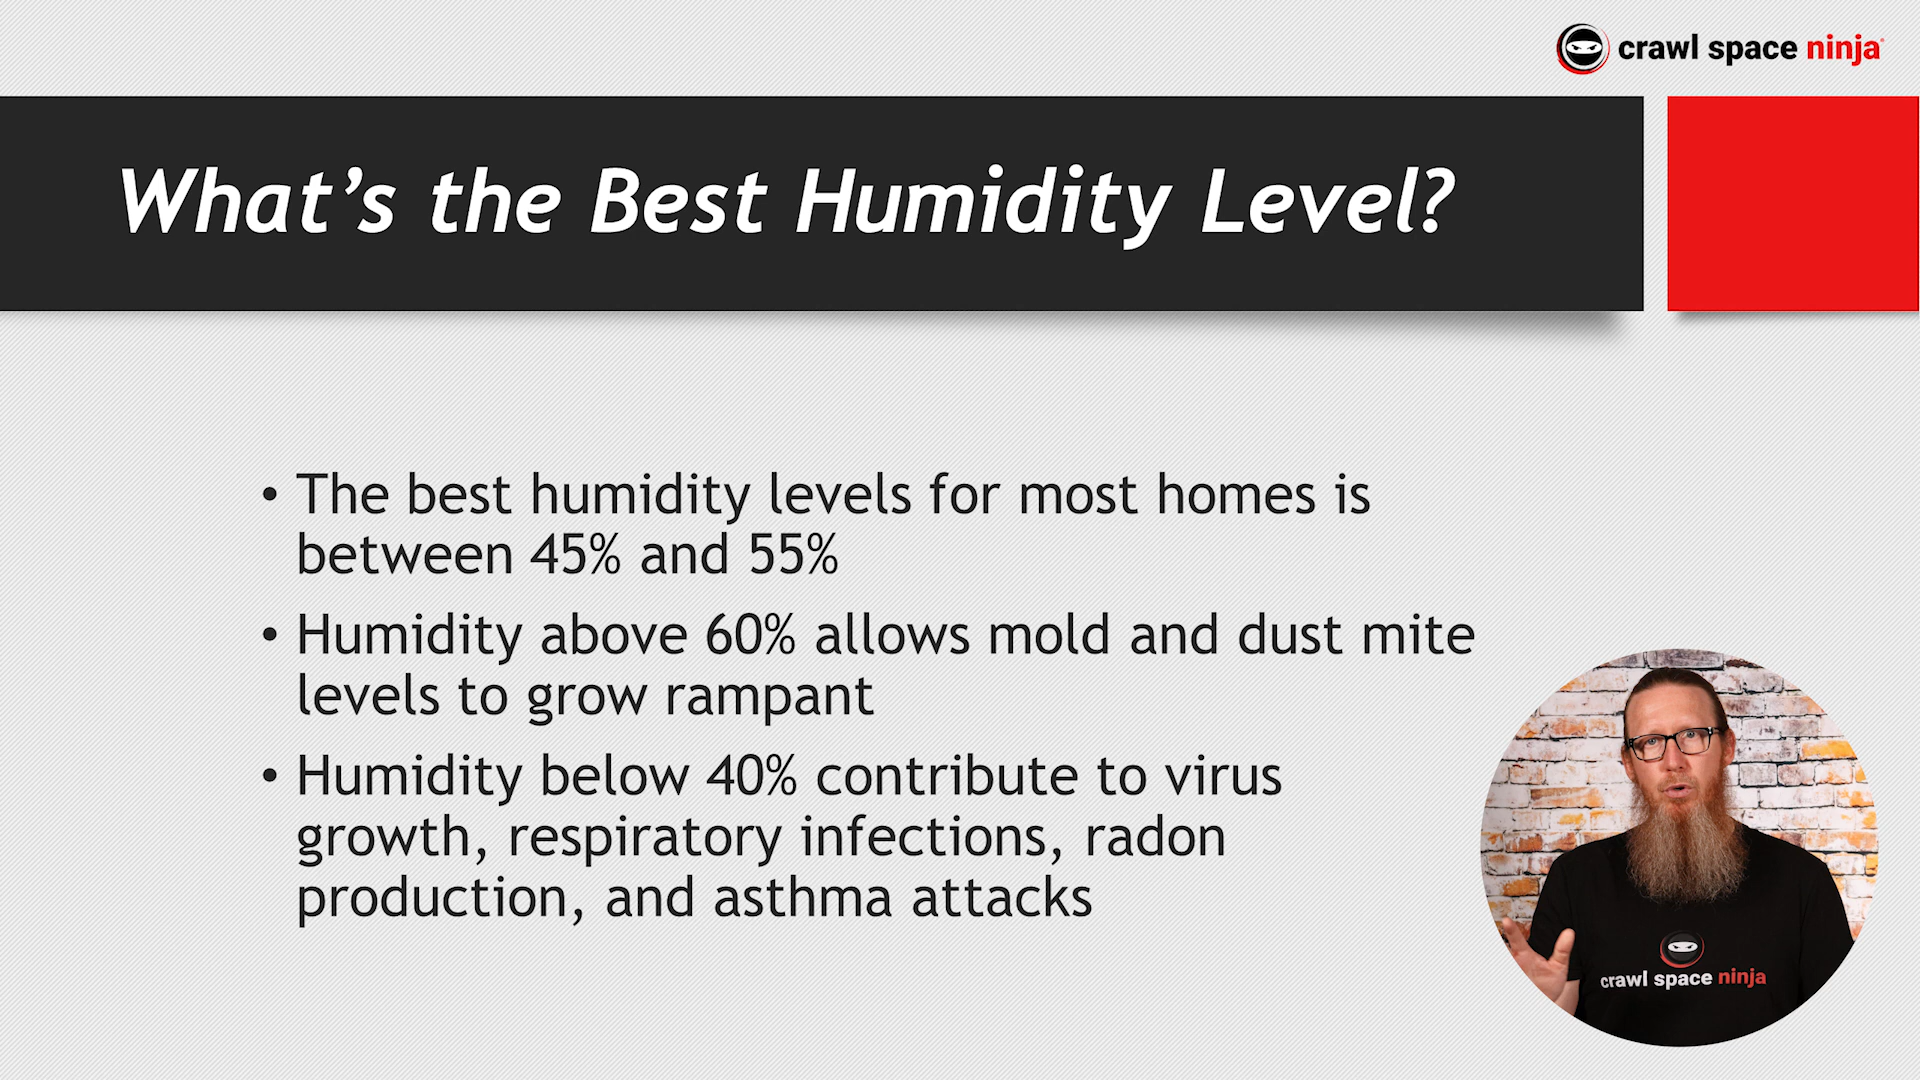 crawl space ninja
What’s the Best Humidity Level?
• The best humidity levels for most homes is
between 45% and 55%
• Humidity above 60% allows mold and dust mite
levels to grow rampant
• Humidity below 40% contribute to virus
growth, respiratory infections, radon
production, and asthma attacks
crawl space ninja